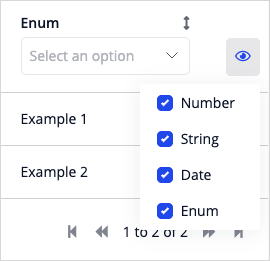 Enum
Select an option
Number
Example 1
String
Date
Example 2
Enum
1 to 2 of 2